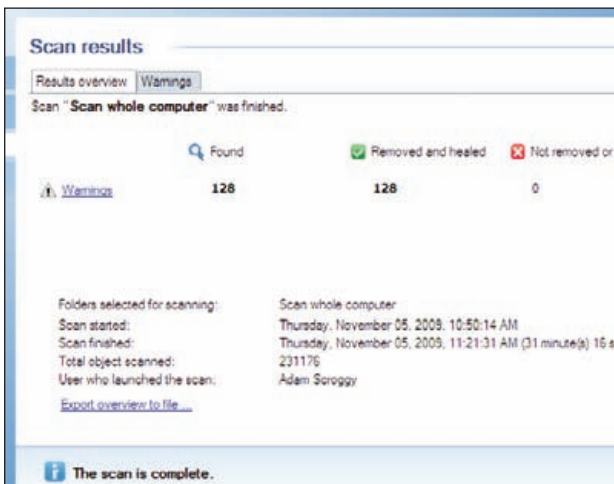 Scan results
Results overview Warnings
Scan "Scan whole computer" was finished.
Found Removed and healed Not removed or
Warnings 128 128 0
Folders selected for scanning: Scan whole computer
Scan started: Thursday, November 05, 2009, 10:50:14 AM
Scan finished: Thursday, November 05, 2009, 11:21:31 AM (31 minute(s) 16 s
Total object scanned: 231176
User who launched the scan: Adam Scroggy
Export overview to file ...
The scan is complete.